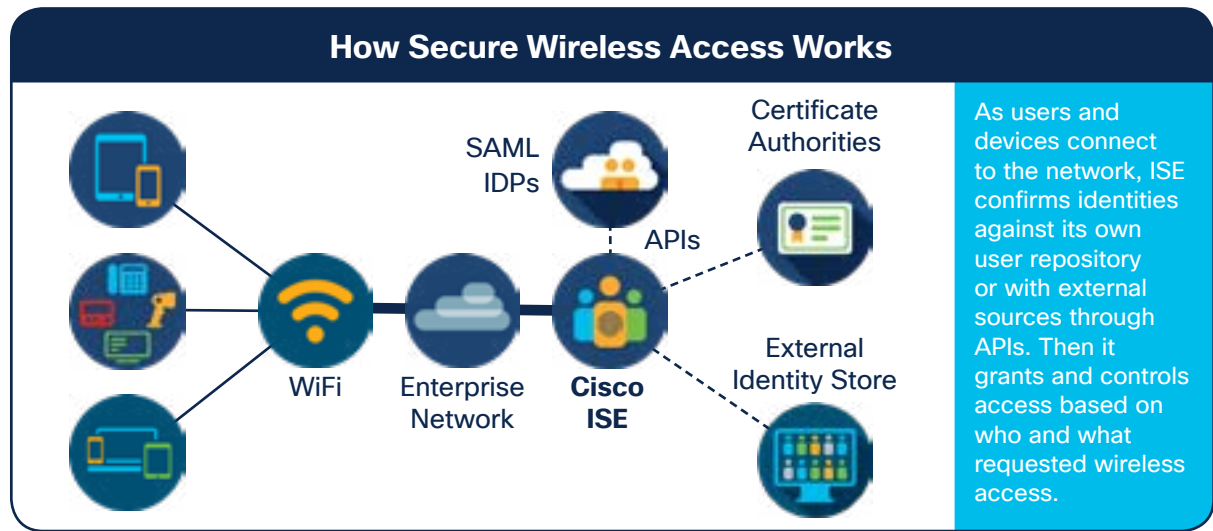 How Secure Wireless Access Works
SAML
IDPs
Certificate
Authorities
APIs
WiFi
Enterprise
Network
Cisco
ISE
External
Identity Store
As users and
devices connect
to the network, ISE
confirms identities
against its own
user repository
or with external
sources through
APIs. Then it
grants and controls
access based on
who and what
requested wireless
access.